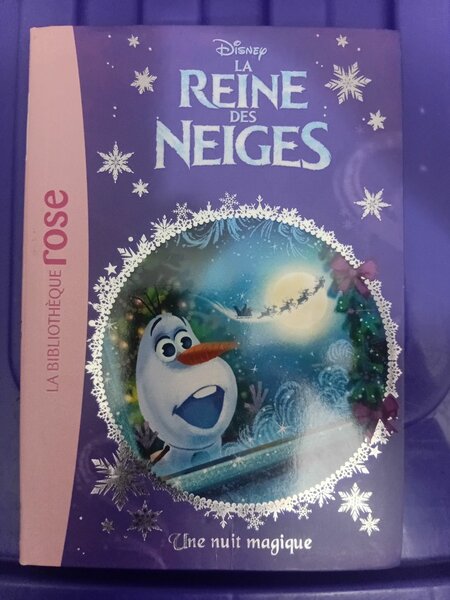 Disney
LA
REINE
DES
NEIGES
LA BIBLIOTHÈQUE rose
Une nuit magique